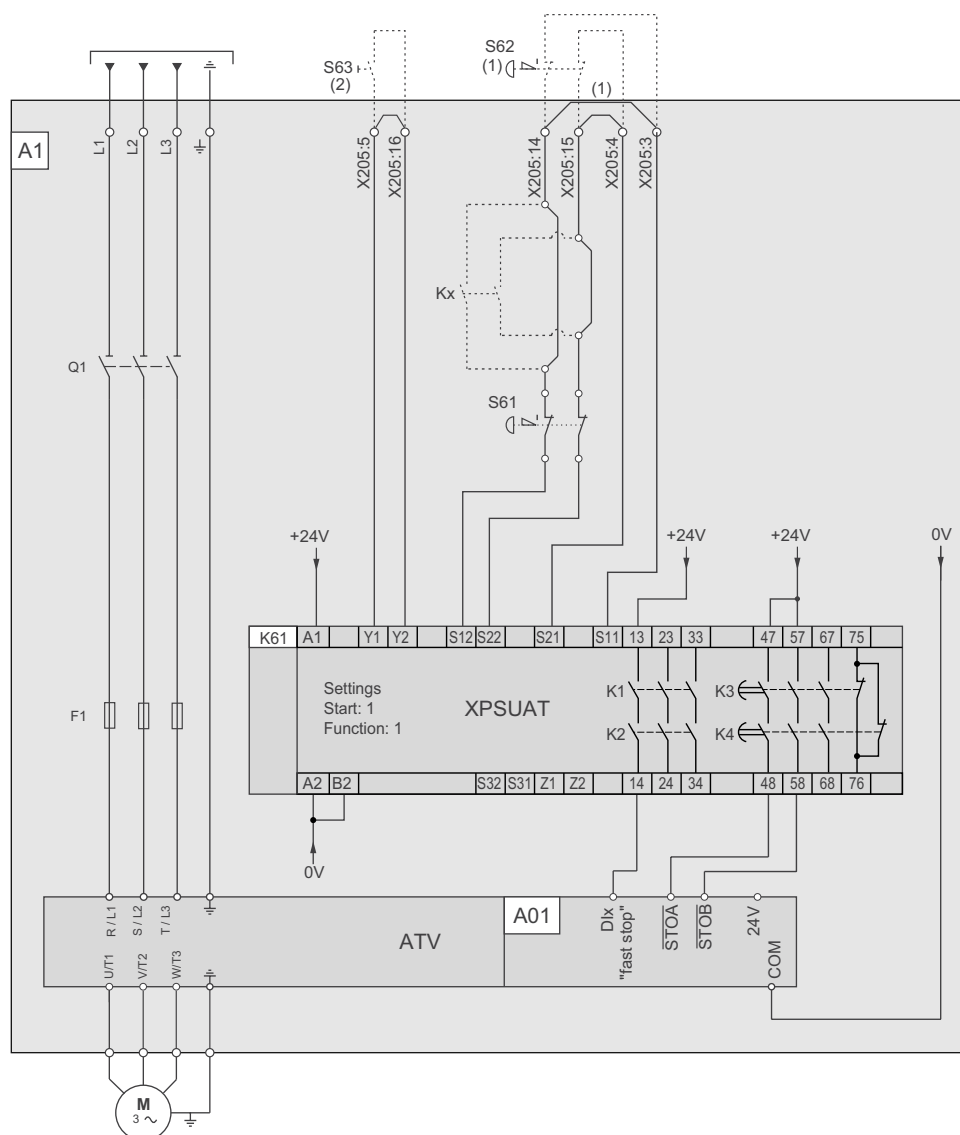 S63
(2)
S62
(1)
(1)
A1
L1
L2
L3
X205:5
X205:16
X205:14
X205:15
X205:4
X205:3
Kx
Q1
S61
+24V
+24V
+24V
0V
K61
A1
Y1
Y2
S12
S22
S21
S11
13
23
33
47
57
67
75
Settings
Start: 1
Function: 1
XPSUAT
K1
K2
K3
K4
F1
A2
B2
S32
S31
Z1
Z2
14
24
34
48
58
68
76
0V
R / L1
S / L2
T / L3
ATV
A01
DIx
"fast stop"
STOA
STOB
24V
COM
U/T1
V/T2
W/T3
M
3 ~